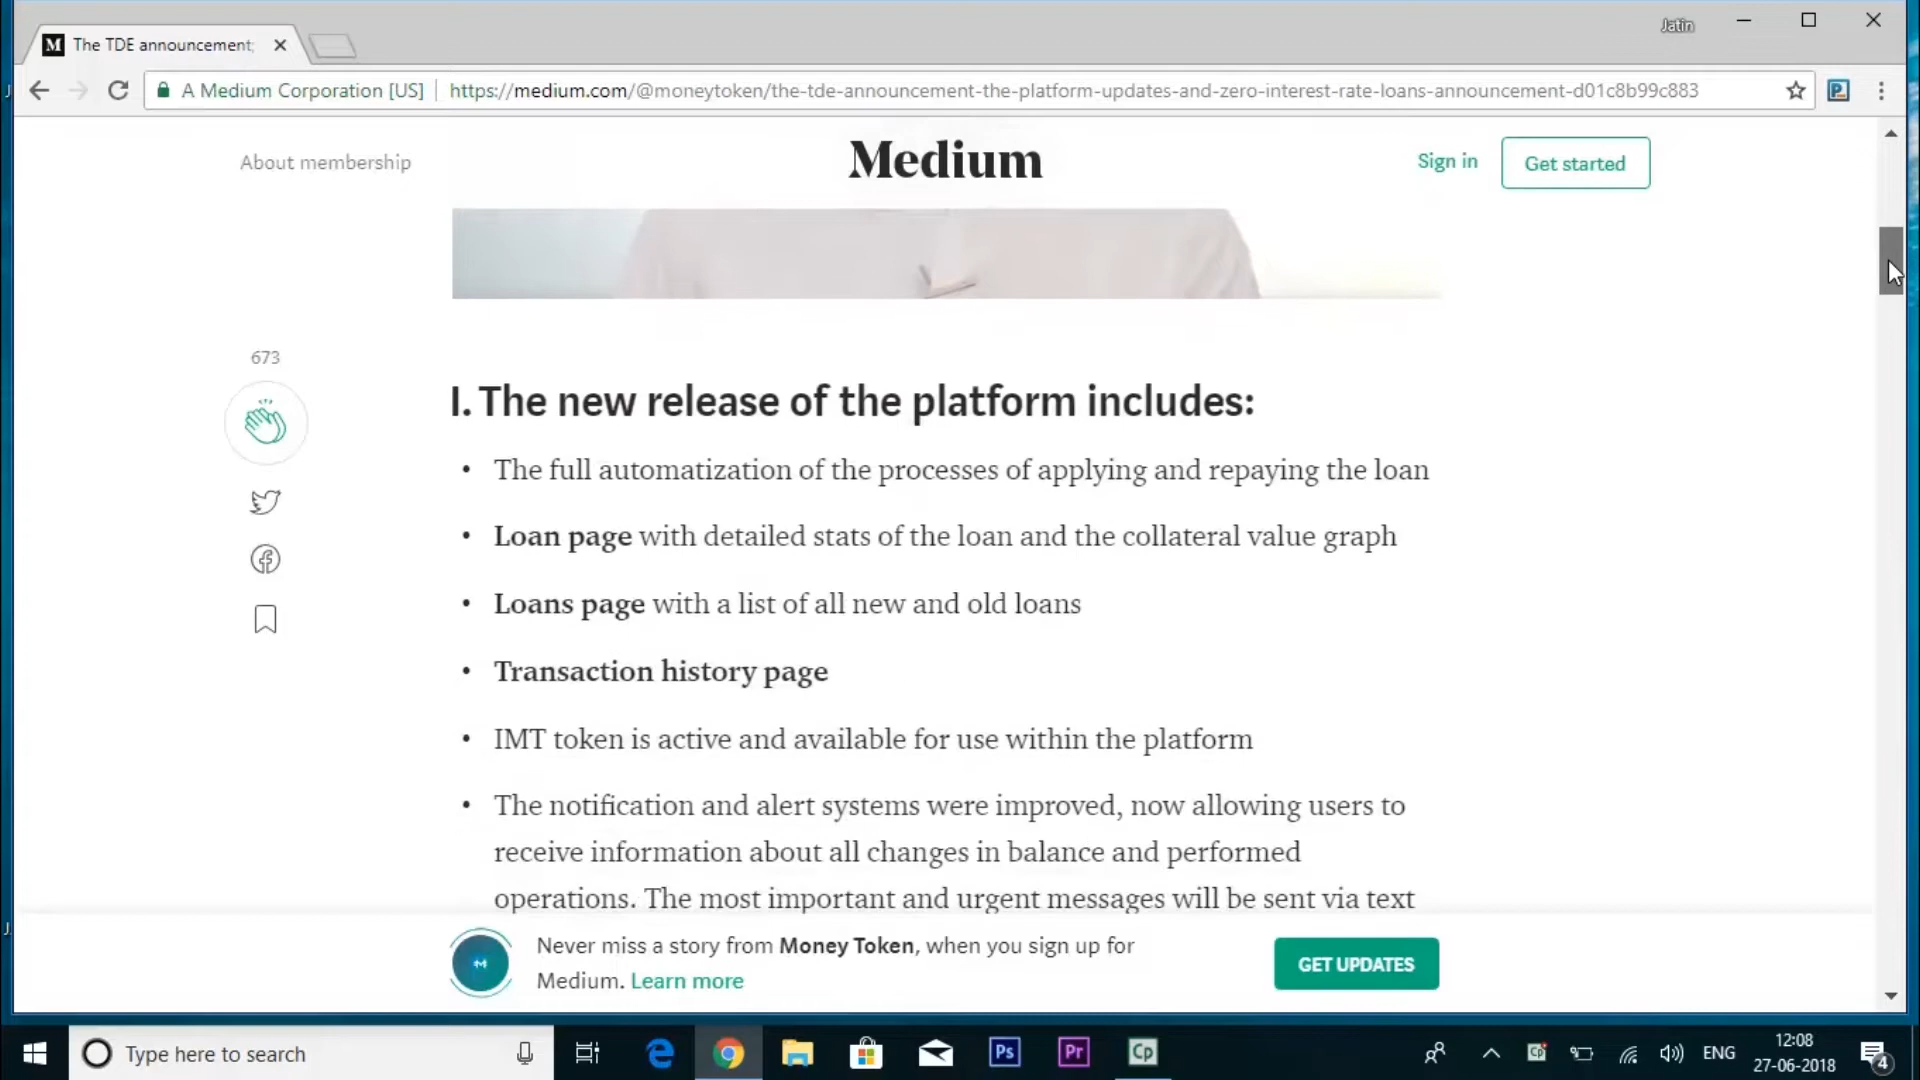 Jatin
M The TDE announcement;
A Medium Corporation [US] https://medium.com/@moneytoken/the-tde-announcement-the-platform-updates-and-zero-interest-rate-loans-announcement-d01c8b99c883
About membership
Medium
Sign in
Get started
673
I. The new release of the platform includes:
• The full automatization of the processes of applying and repaying the loan
• Loan page with detailed stats of the loan and the collateral value graph
• Loans page with a list of all new and old loans
• Transaction history page
• IMT token is active and available for use within the platform
• The notification and alert systems were improved, now allowing users to
receive information about all changes in balance and performed
operations. The most important and urgent messages will be sent via text
Never miss a story from Money Token, when you sign up for
Medium. Learn more
GET UPDATES
Type here to search
Ps
Pr
Cp
ENG
12:08
27-06-2018
4